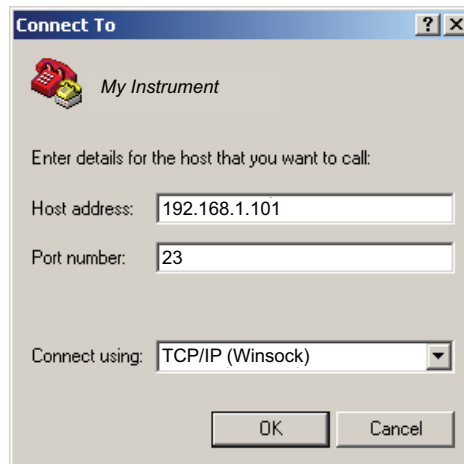 Connect To
My Instrument
Enter details for the host that you want to call:
Host address: 192.168.1.101
Port number: 23
Connect using: TCP/IP (Winsock)
OK Cancel